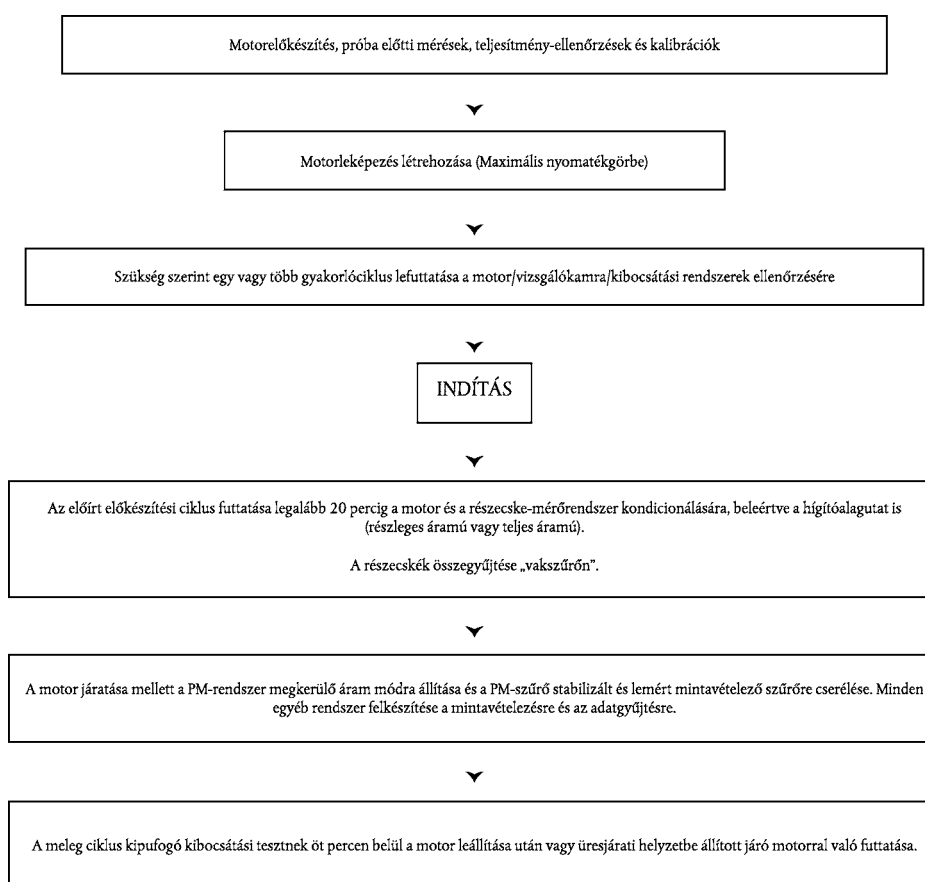 Motorelőkészítés, próba előtti mérések, teljesítmény-ellenőrzések és kalibrációk
Motorleképezés létrehozása (Maximális nyomatékgörbe)
Szükség szerint egy vagy több gyakorlóciklus lefuttatása a motor/vizsgálókamra/kibocsátási rendszerek ellenőrzésére
INDÍTÁS
Az előírt előkészítési ciklus futtatása legalább 20 percig a motor és a részecske-mérőrendszer kondicionálására, beleértve a hígítóalagutat is
(részleges áramú vagy teljes áramú).
A részecskék összegyűjtése „vakszűrőn”.
A motor járatása mellett a PM-rendszer megkerülő áram módra állítása és a PM-szűrő stabilizált és lemért mintavételező szűrőre cserélése. Minden
egyéb rendszer felkészítése a mintavételezésre és az adatgyűjtésre.
A meleg ciklus kipufogó kibocsátási tesztnek öt percen belül a motor leállítása után vagy üresjárati helyzetbe állított járó motorral való futtatása.